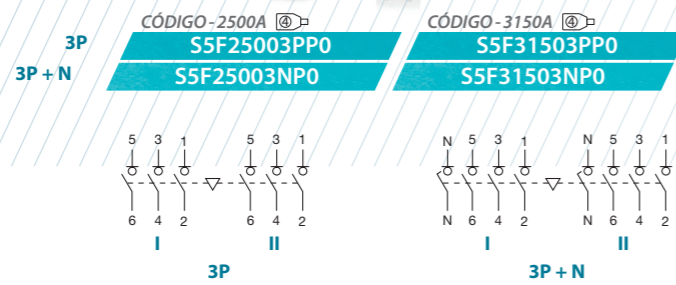 CÓDIGO - 2500A ④ CÓDIGO - 3150A ④
3P S5F25003PP0 S5F31503PP0
3P + N S5F25003NP0 S5F31503NP0
5 3 1 5 3 1 N 5 3 1 N 5 3 1
6 4 2 6 4 2 N 6 4 2 N 6 4 2
I II I II
3P 3P + N